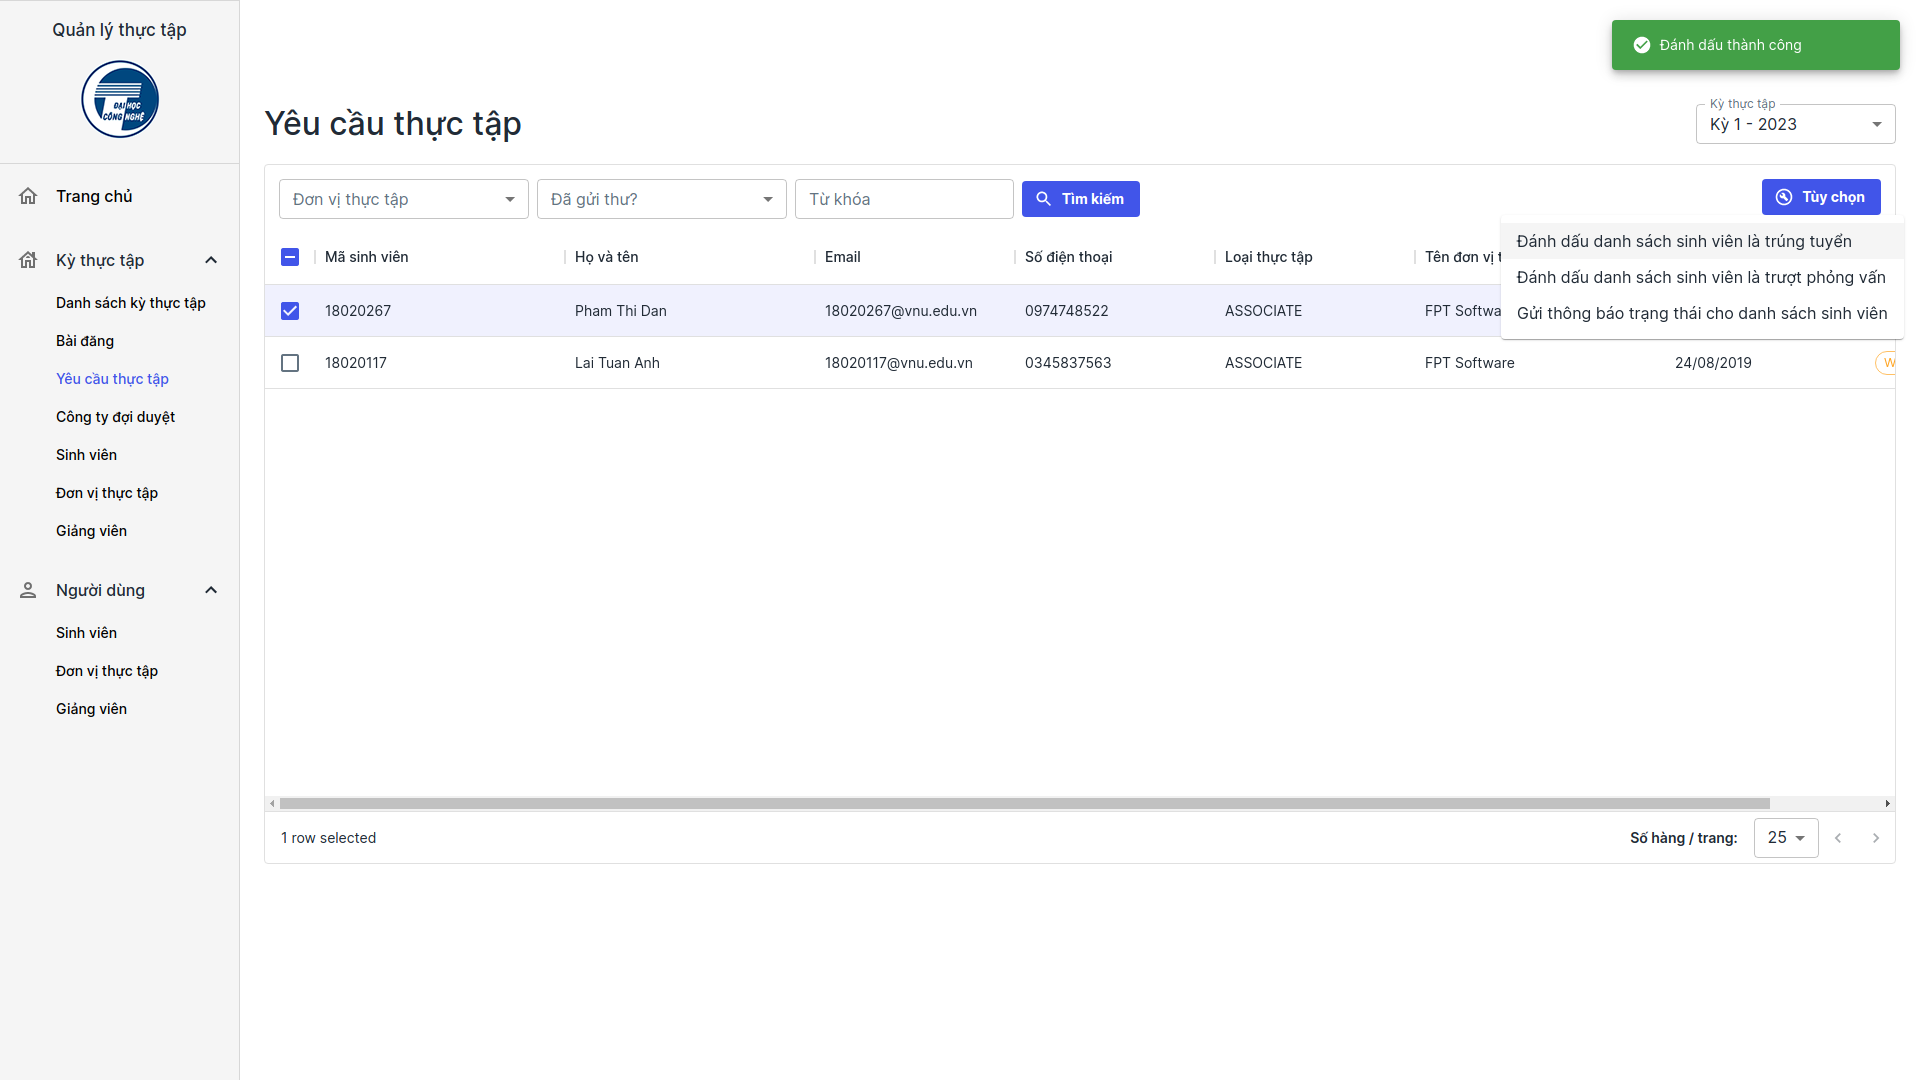 Quản lý thực tập
ĐẠI HỌC
CÔNG NGHỆ
Trang chủ
Kỳ thực tập
Danh sách kỳ thực tập
Bài đăng
Yêu cầu thực tập
Công ty đợi duyệt
Sinh viên
Đơn vị thực tập
Giảng viên
Người dùng
Sinh viên
Đơn vị thực tập
Giảng viên
Đánh dấu thành công
Yêu cầu thực tập
Kỳ thực tập
Kỳ 1 - 2023
Đơn vị thực tập
Đã gửi thư?
Từ khóa
Tìm kiếm
Tùy chọn
Đánh dấu danh sách sinh viên là trúng tuyển
Đánh dấu danh sách sinh viên là trượt phỏng vấn
Gửi thông báo trạng thái cho danh sách sinh viên
Mã sinh viên Họ và tên Email Số điện thoại Loại thực tập Tên đơn vị
18020267 Pham Thi Dan 18020267@vnu.edu.vn 0974748522 ASSOCIATE FPT Softwa
18020117 Lai Tuan Anh 18020117@vnu.edu.vn 0345837563 ASSOCIATE FPT Software 24/08/2019 W
1 row selected
Số hàng / trang: 25